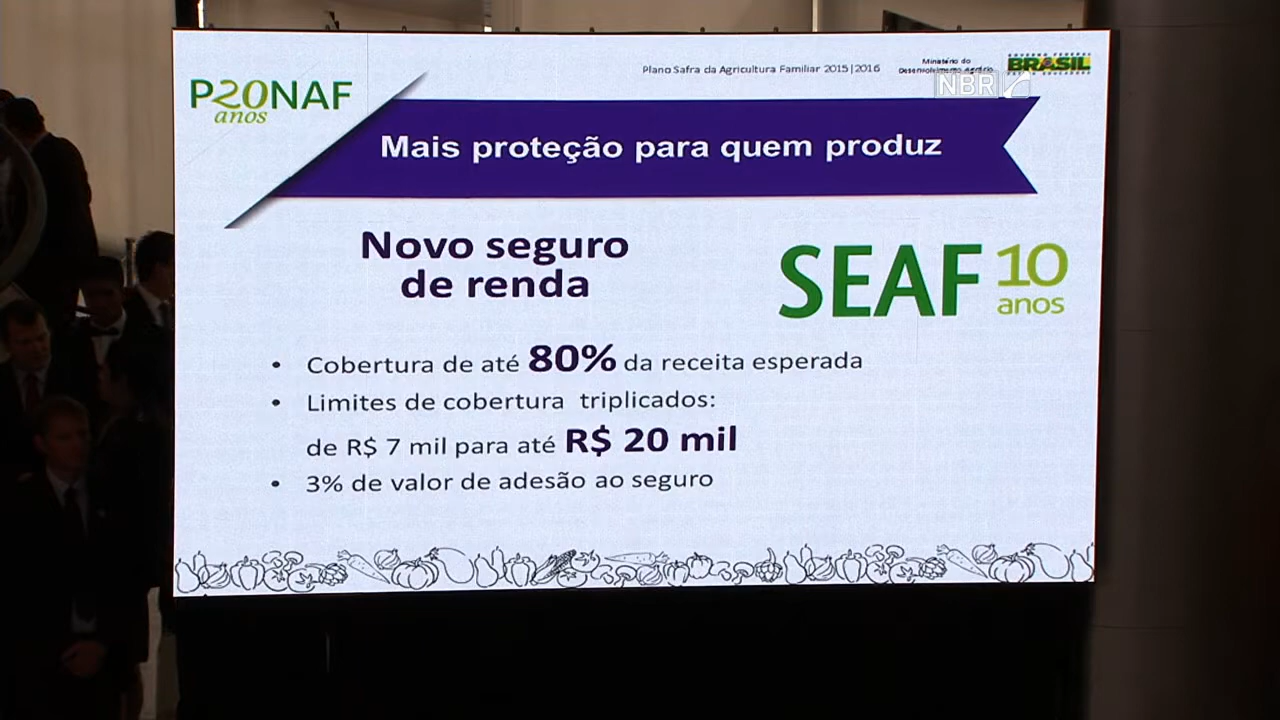 Plano Safra da Agricultura Familiar 2015|2016
Ministério do
Desenvolvimento Agrário
BRASIL
NBR
P20NAF
anos
Mais proteção para quem produz
Novo seguro
de renda
SEAF 10
anos
• Cobertura de até 80% da receita esperada
• Limites de cobertura triplicados:
de R$ 7 mil para até R$ 20 mil
• 3% de valor de adesão ao seguro